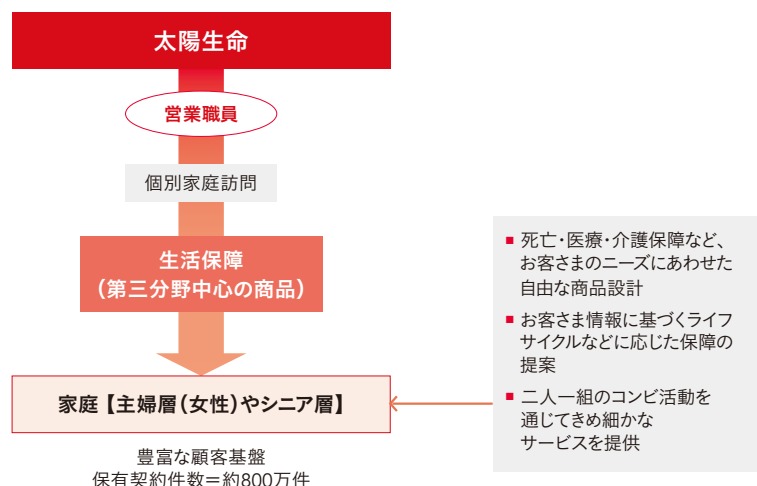 太陽生命
営業職員
個別家庭訪問
生活保障
（第三分野中心の商品）
家庭【主婦層（女性）やシニア層】
豊富な顧客基盤
保有契約件数＝約800万件
■ 死亡・医療・介護保障など、
お客さまのニーズにあわせた
自由な商品設計
■ お客さま情報に基づくライフ
サイクルなどに応じた保障の
提案
■ 二人一組のコンビ活動を
通じてきめ細かな
サービスを提供